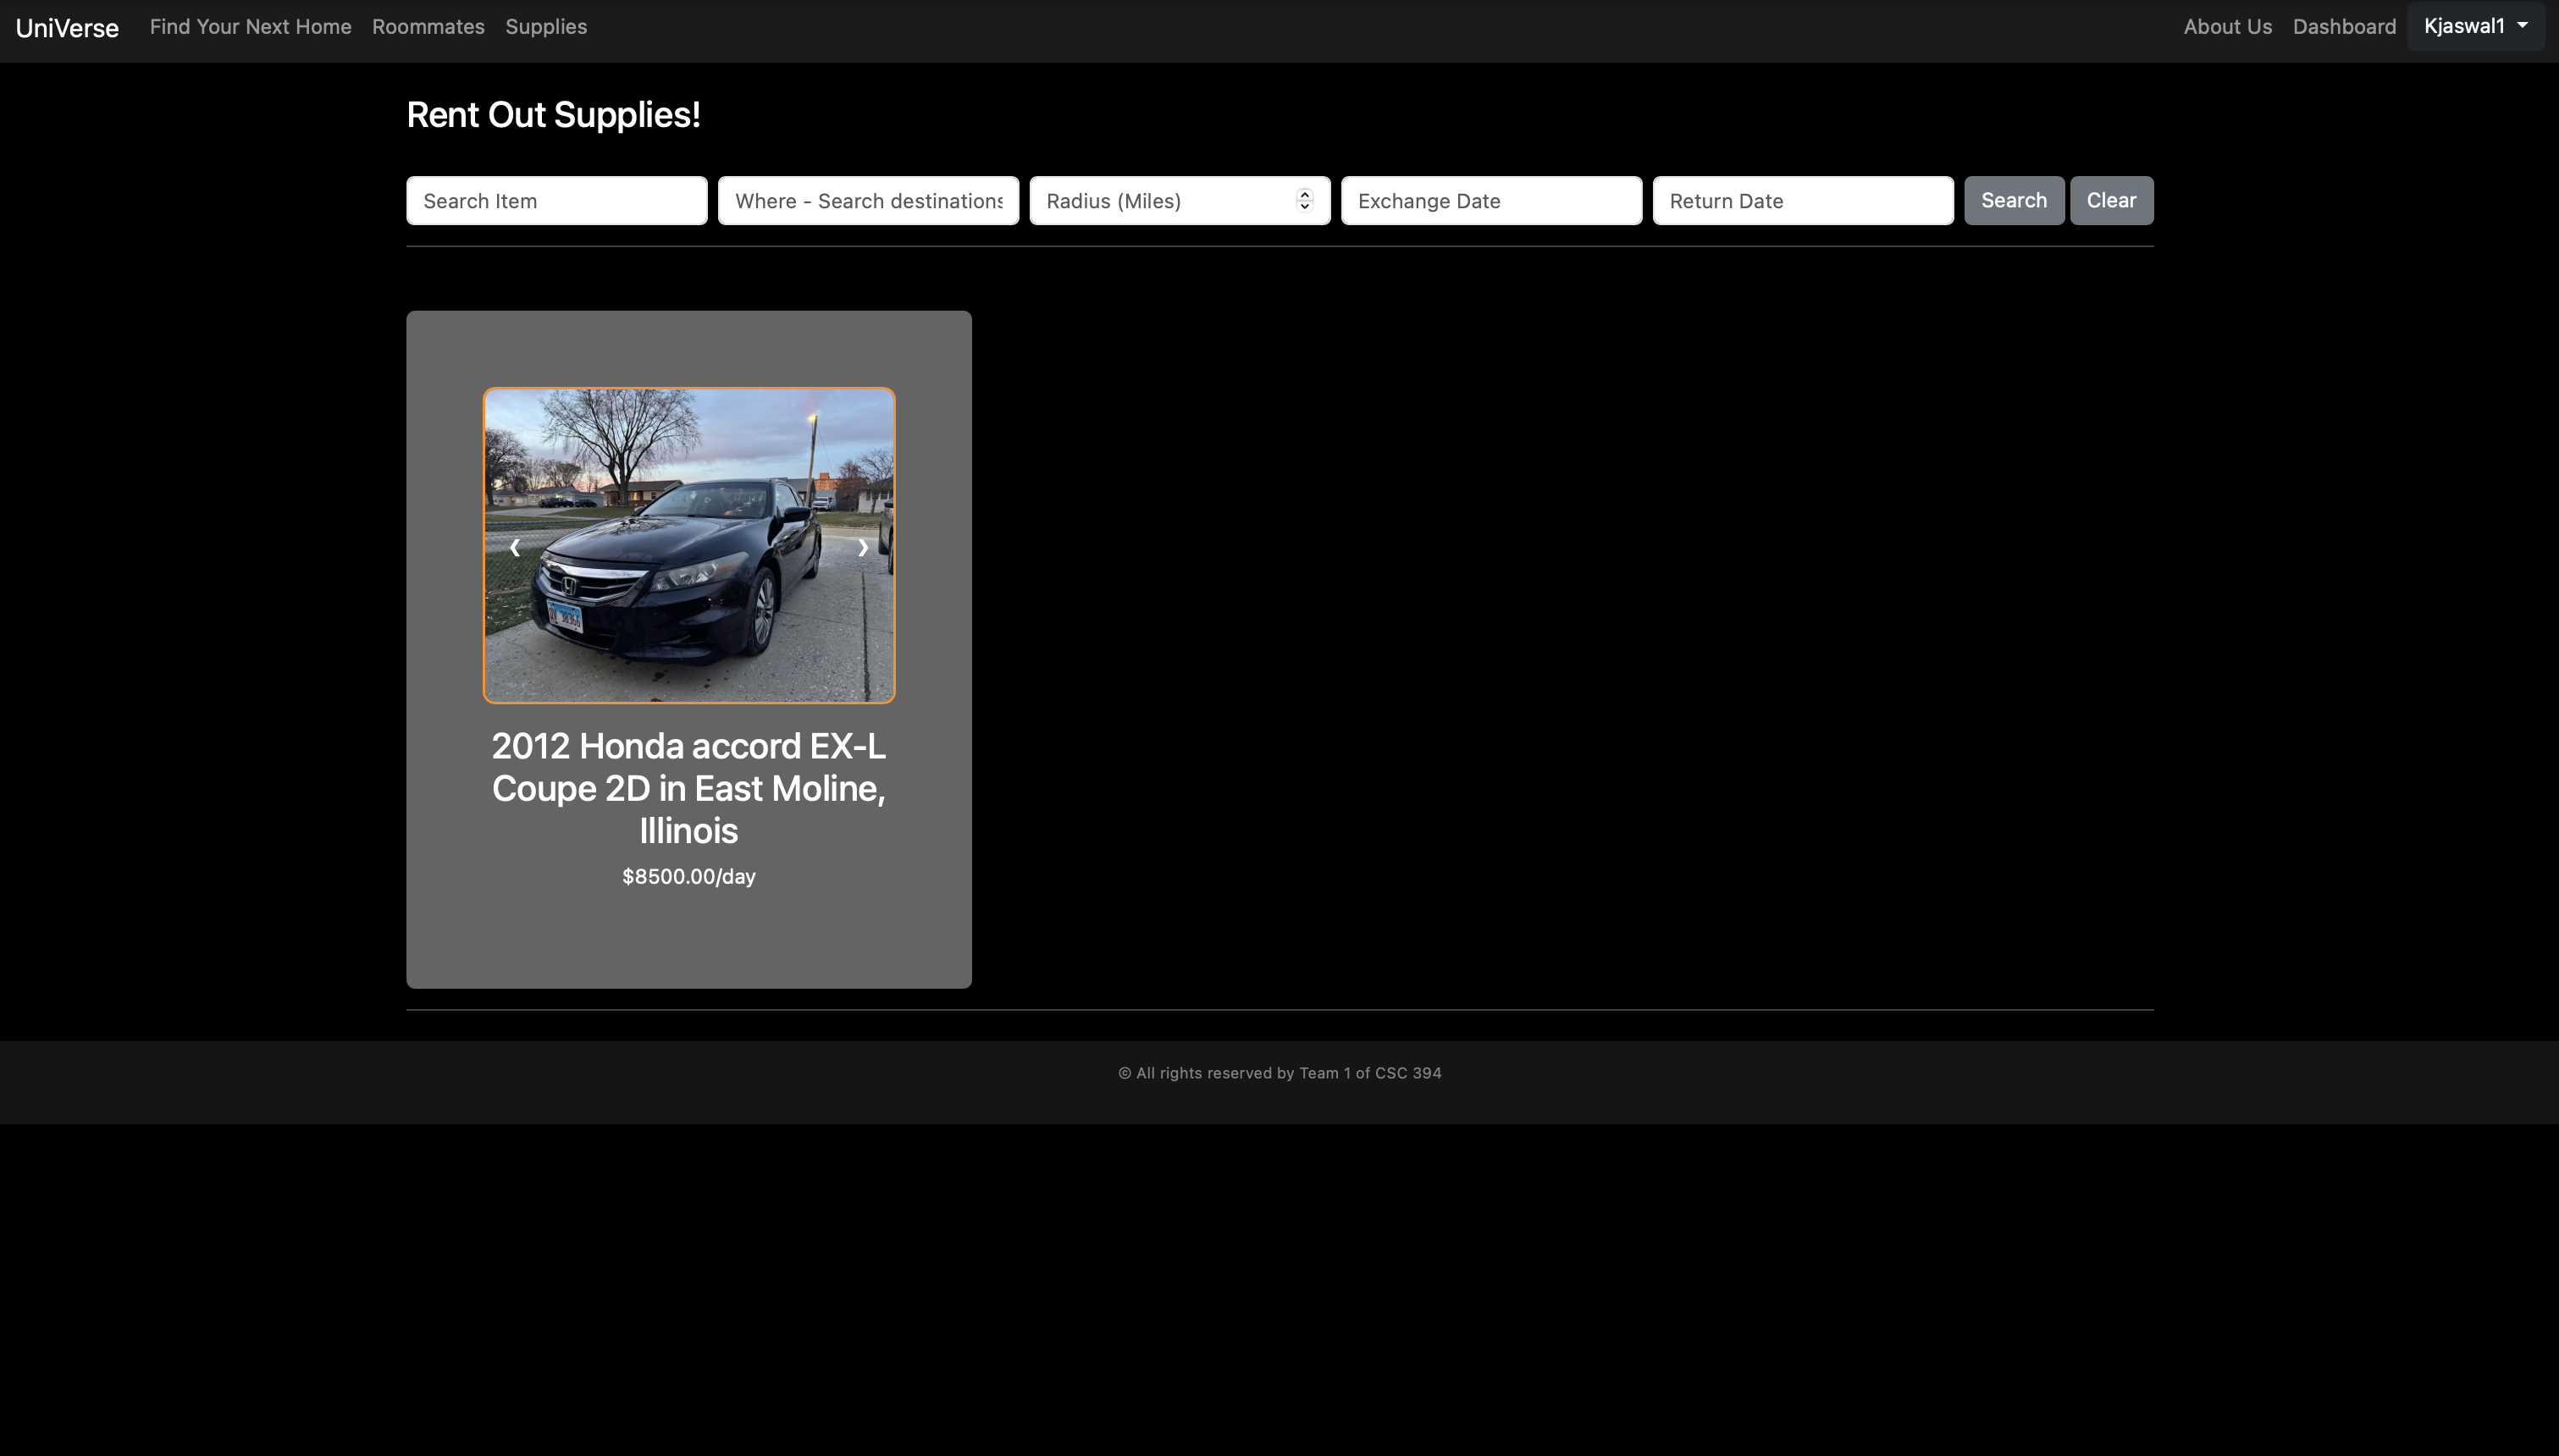 UniVerse Find Your Next Home Roommates Supplies About Us Dashboard Kjaswal1
Rent Out Supplies!
Search Item Where - Search destinations Radius (Miles) Exchange Date Return Date Search Clear
2012 Honda accord EX-L
Coupe 2D in East Moline,
Illinois
$8500.00/day
© All rights reserved by Team 1 of CSC 394